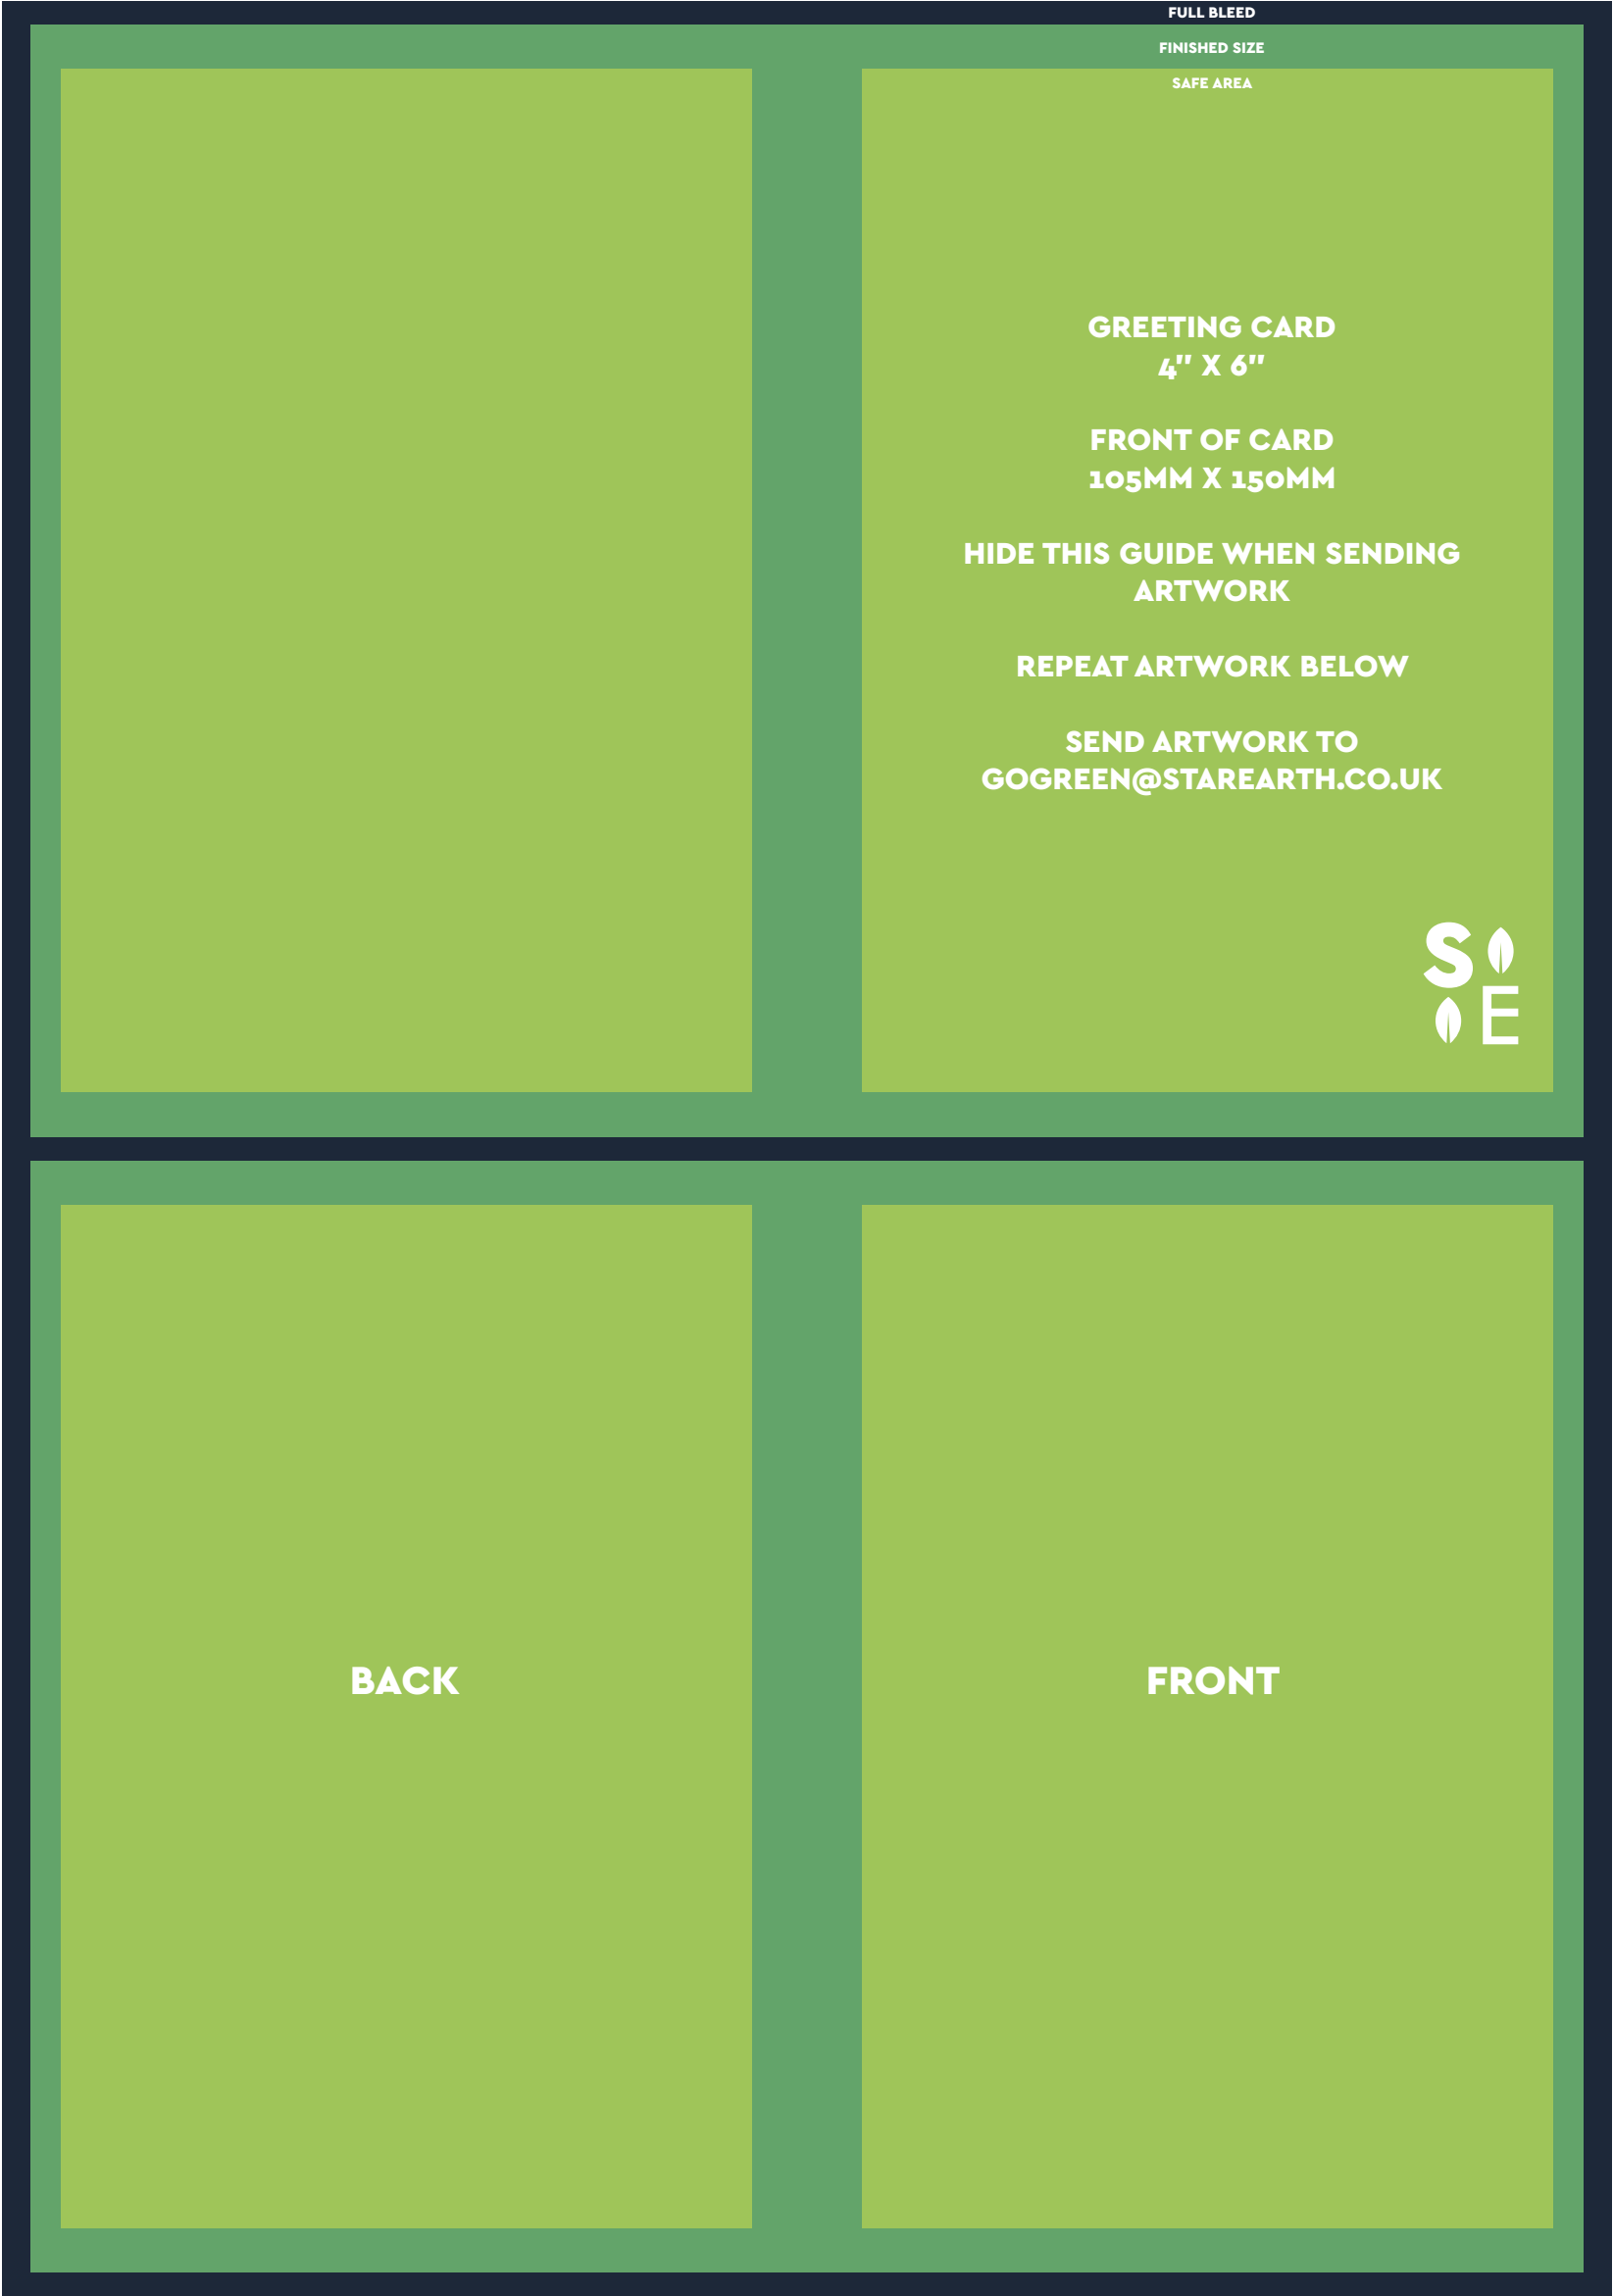 FULL BLEED
FINISHED SIZE
SAFE AREA
GREETING CARD
4" X 6"
FRONT OF CARD
105MM X 150MM
HIDE THIS GUIDE WHEN SENDING
ARTWORK
REPEAT ARTWORK BELOW
SEND ARTWORK TO
GOGREEN@STAREARTH.CO.UK
S
E
BACK
FRONT